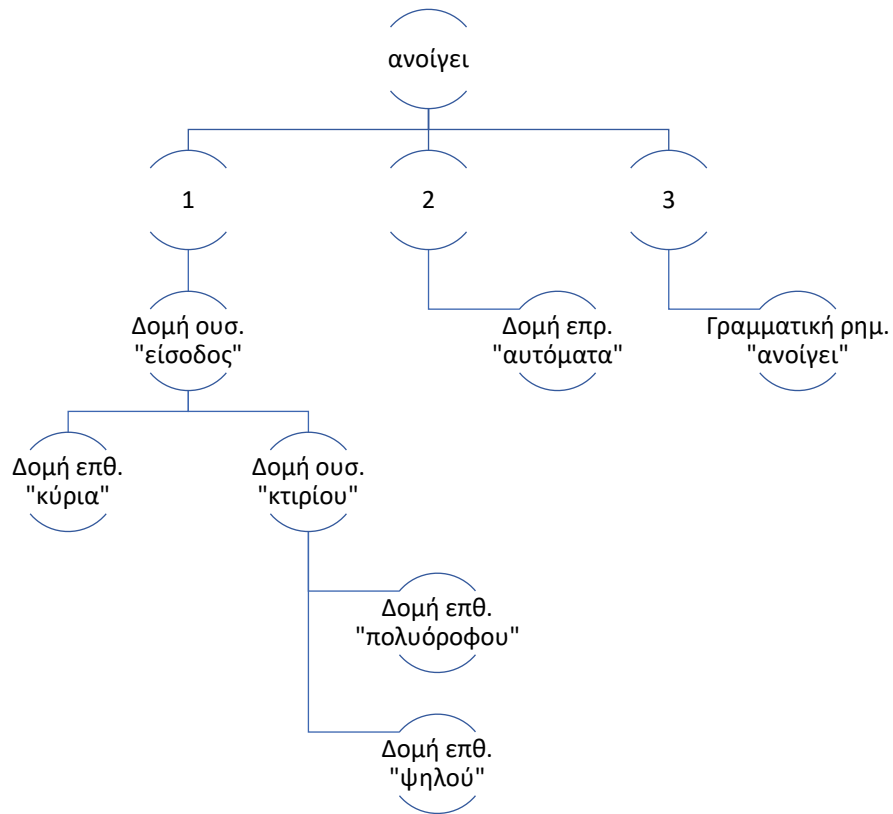 ανοίγει
1
2
3
Δομή ουσ.
"είσοδος"
Δομή επρ.
"αυτόματα"
Γραμματική ρημ.
"ανοίγει"
Δομή επθ.
"κύρια"
Δομή ουσ.
"κτιρίου"
Δομή επθ.
"πολυόροφου"
Δομή επθ.
"ψηλού"